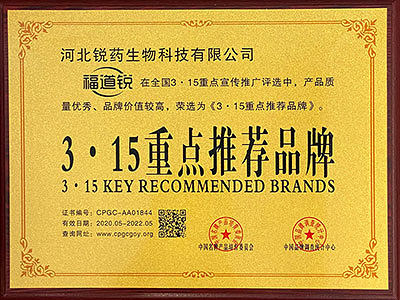 河北锐药生物科技有限公司
福道锐 在全国3·15重点宣传推广评选中，产品质
量优秀、品牌价值较高，荣选为《3·15重点推荐品牌》。
3·15重点推荐品牌
3·15 KEY RECOMMENDED BRANDS
证书编号：CPGC-AA01844
有效日期：2020.05-2022.05
查询网址：www.cpgcgoy.org